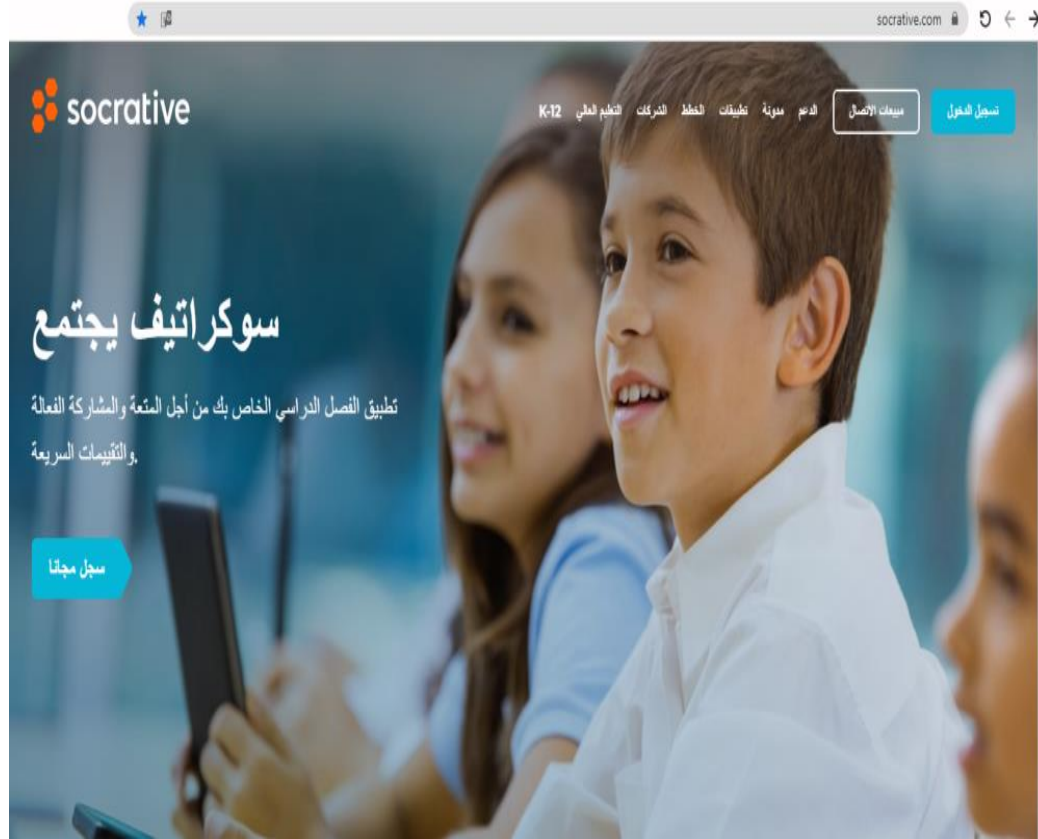 socrative.com
socrative
K-12 التعليم العالي الشركات الخطط تطبيقات مدونة الدعم مبيعات الاتصال تسجيل الدخول
سوكراتيف يجتمع
تطبيق الفصل الدراسي الخاص بك من أجل المتعة والمشاركة الفعالة
.والتقييمات السريعة
سجل مجانا